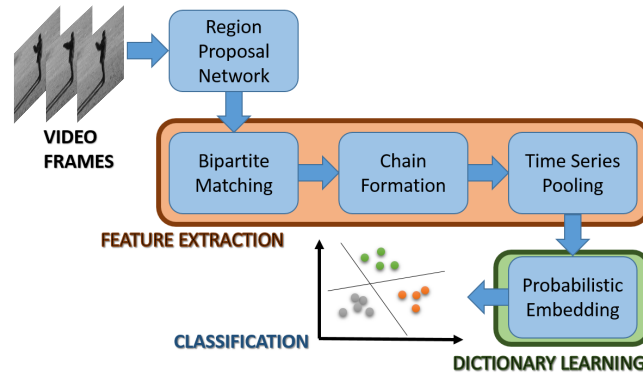 Region
Proposal
Network
VIDEO
FRAMES
Bipartite
Matching
Chain
Formation
Time Series
Pooling
FEATURE EXTRACTION
Probabilistic
Embedding
CLASSIFICATION
DICTIONARY LEARNING